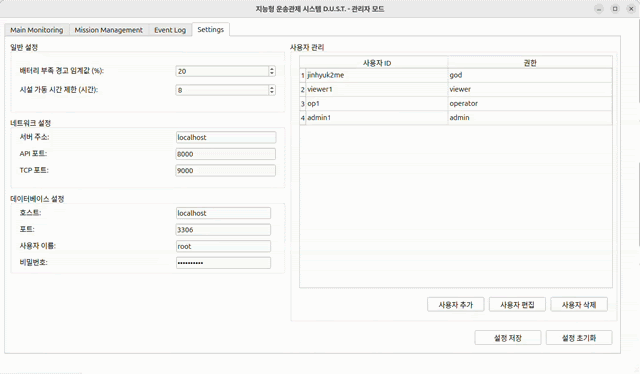 지능형 운송관제 시스템 D.U.S.T. - 관리자 모드
Main Monitoring Mission Management Event Log Settings
일반 설정
배터리 부족 경고 임계값 (%): 20
시설 가동 시간 제한 (시간): 8
네트워크 설정
서버 주소: localhost
API 포트: 8000
TCP 포트: 9000
데이터베이스 설정
호스트: localhost
포트: 3306
사용자 이름: root
비밀번호: ••••••••••
사용자 관리
사용자 ID 권한
1 jinhyuk2me god
2 viewer1 viewer
3 op1 operator
4 admin1 admin
사용자 추가 사용자 편집 사용자 삭제
설정 저장 설정 초기화